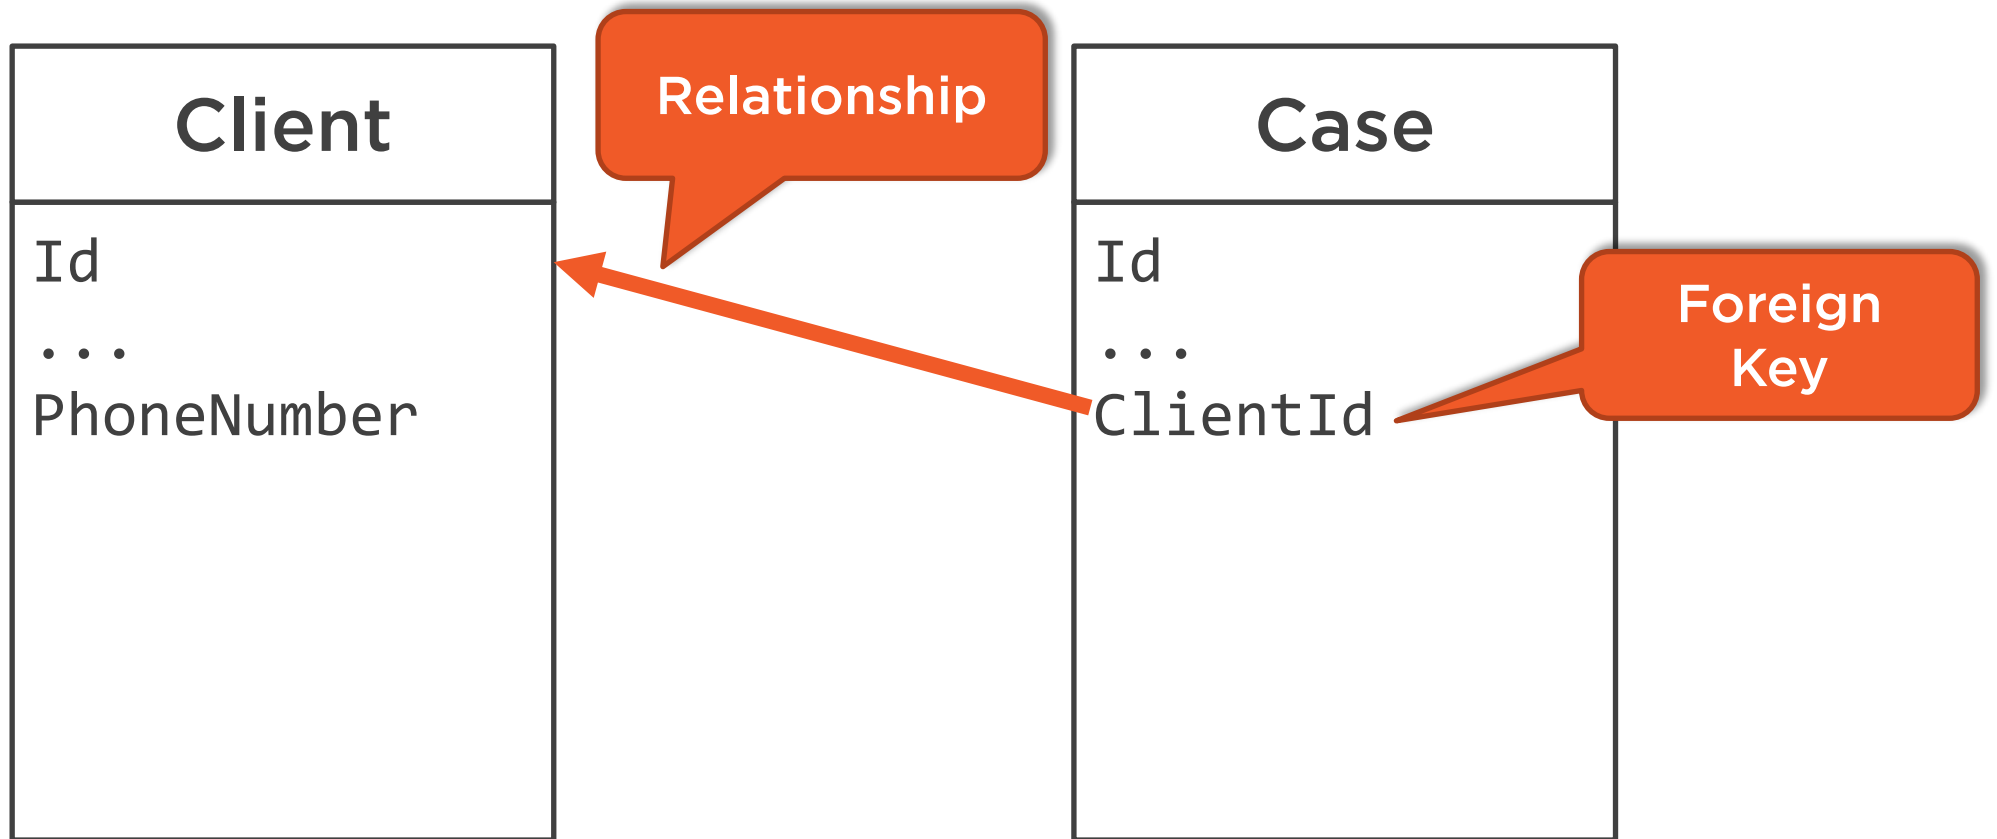 Client
Id
...
PhoneNumber
Relationship
Case
Id
...
ClientId
Foreign
Key